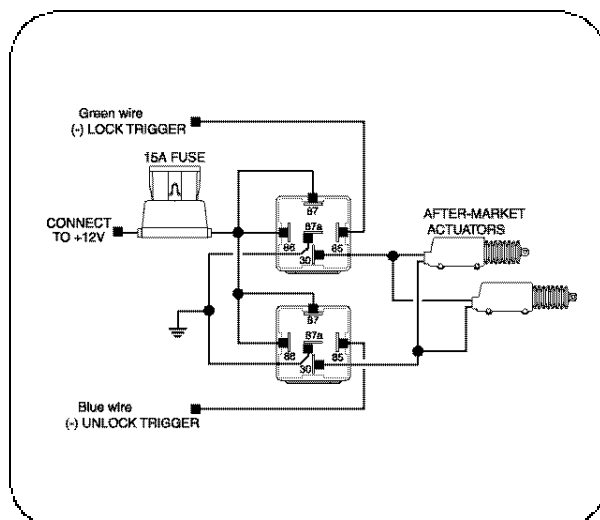 Green wire
(-) LOCK TRIGGER
15A FUSE
CONNECT
TO +12V
87
87a
86
30
85
AFTER-MARKET
ACTUATORS
87
87a
86
30
85
Blue wire
(-) UNLOCK TRIGGER